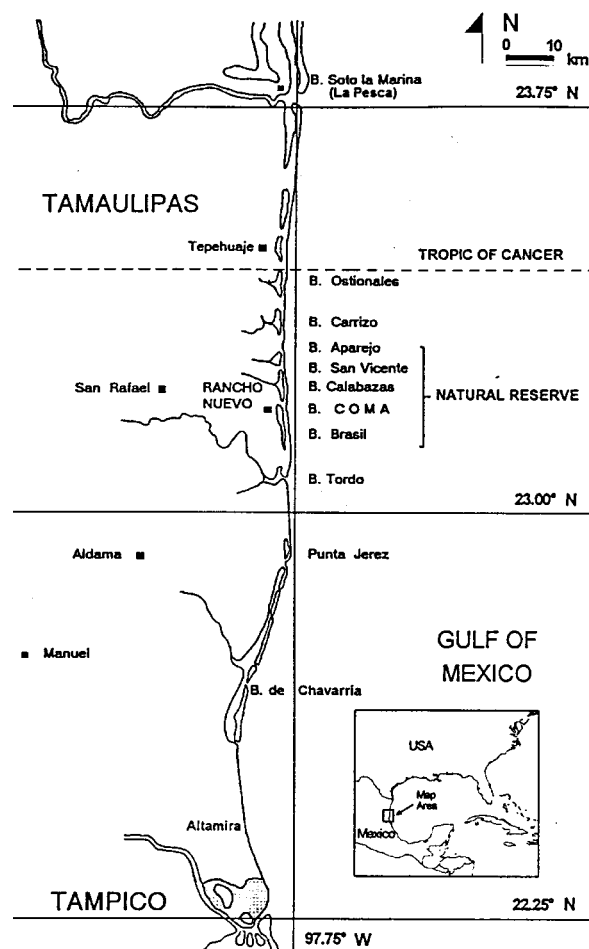 N
0 10
km
B. Soto la Marina
(La Pesca)
23.75° N
TAMAULIPAS
Tepehuaje
TROPIC OF CANCER
B. Ostionales
B. Carrizo
B. Aparejo
B. San Vicente
San Rafael
RANCHO
NUEVO
B. Calabazas
NATURAL RESERVE
B. COMA
B. Brasil
B. Tordo
23.00° N
Aldama
Punta Jerez
Manuel
GULF OF
MEXICO
B. de Chavarría
USA
Map
Area
Mexico
Altamira
TAMPICO
22.25° N
97.75° W